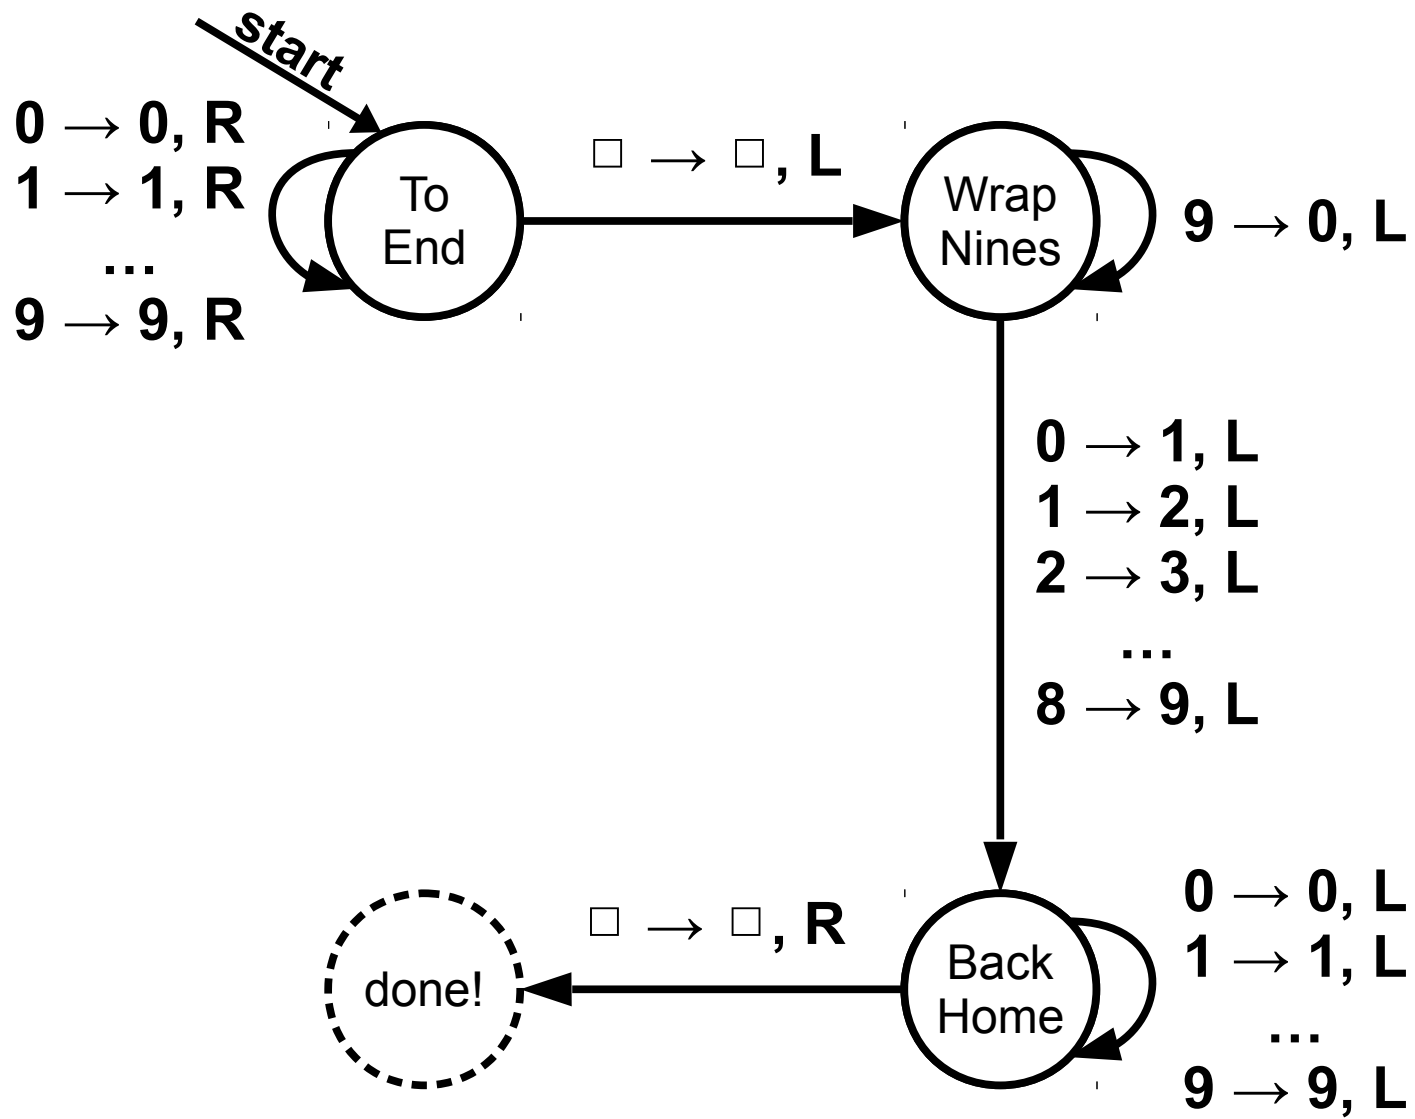 start
0 → 0, R
1 → 1, R
...
9 → 9, R
To
End
□ → □, L
Wrap
Nines
9 → 0, L
0 → 1, L
1 → 2, L
2 → 3, L
...
8 → 9, L
Back
Home
0 → 0, L
1 → 1, L
...
9 → 9, L
□ → □, R
done!